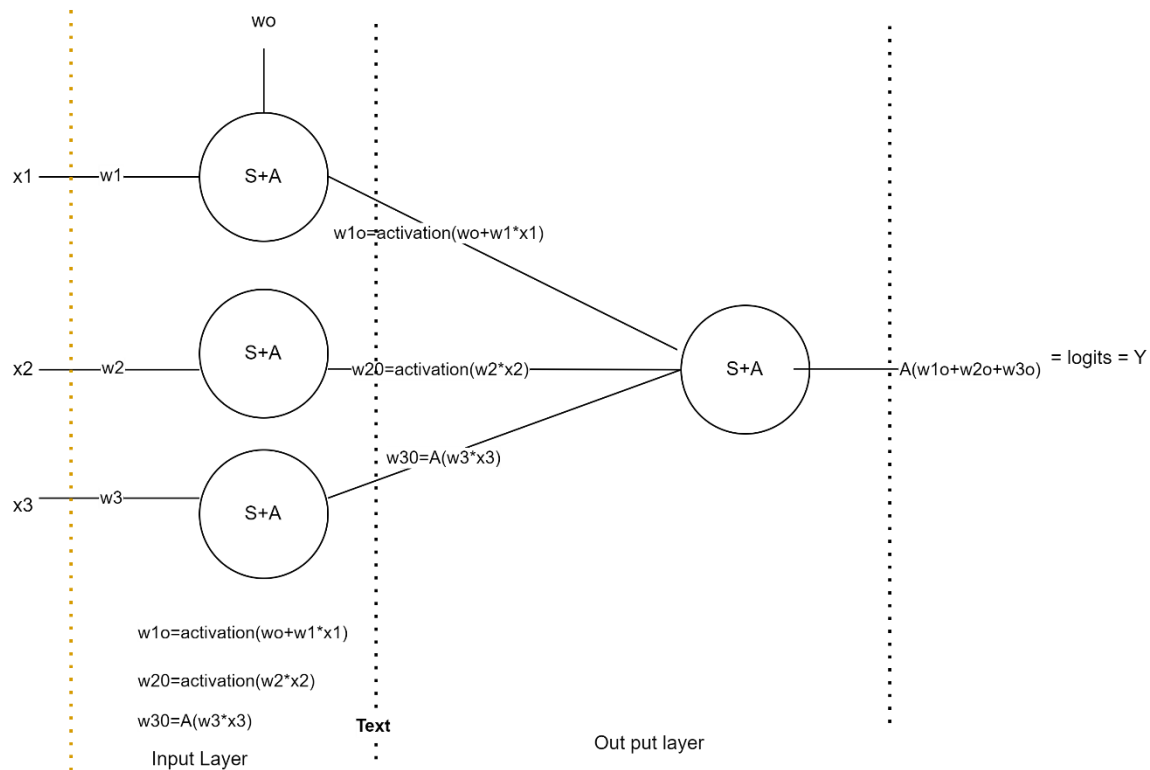 wo
x1
w1
S+A
w1o=activation(wo+w1*x1)
x2
w2
S+A
w20=activation(w2*x2)
S+A
A(w1o+w2o+w3o)
= logits = Y
w30=A(w3*x3)
x3
w3
S+A
w1o=activation(wo+w1*x1)
w20=activation(w2*x2)
w30=A(w3*x3)
Text
Input Layer
Out put layer